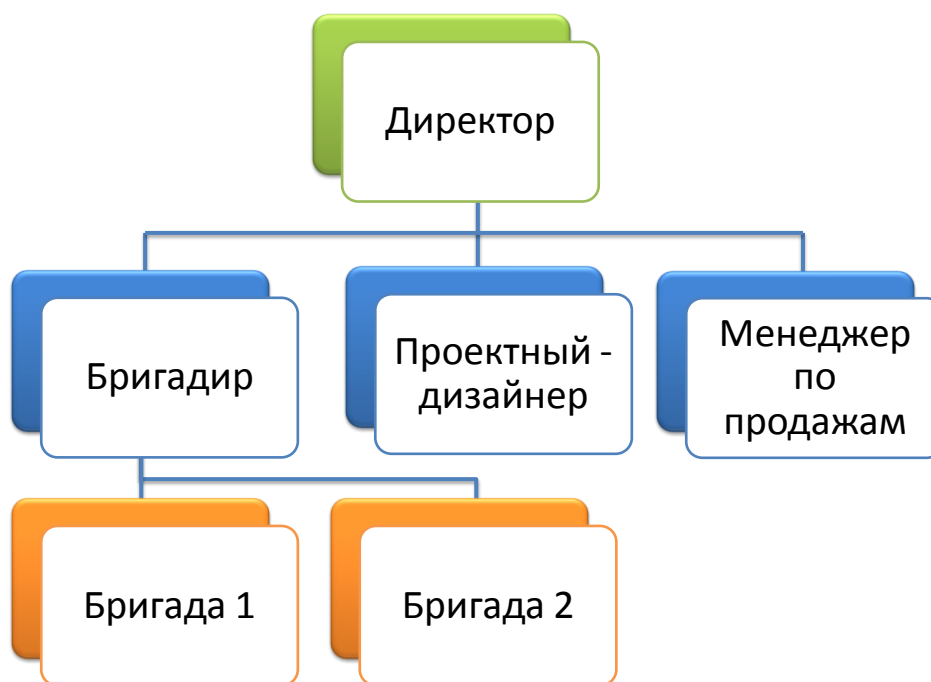 Директор
Бригадир
Проектный -
дизайнер
Менеджер
по
продажам
Бригада 1
Бригада 2